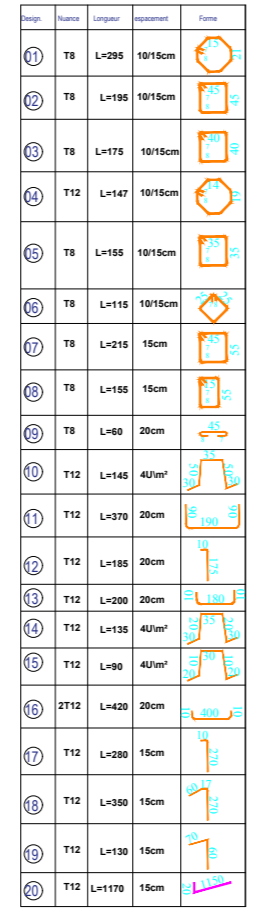 Design. Nuance Longueur espacement Forme
01 T8 L=295 10/15cm 15 21
02 T8 L=195 10/15cm 45 45
03 T8 L=175 10/15cm 40 40
04 T12 L=147 10/15cm 14 19
05 T8 L=155 10/15cm 35 35
06 T8 L=115 10/15cm 25 25
07 T8 L=215 15cm 45 55
08 T8 L=155 15cm 15 55
09 T8 L=60 20cm 45
10 T12 L=145 4U\m² 35 50 50 30 30
11 T12 L=370 20cm 90 90 190
12 T12 L=185 20cm 10 175
13 T12 L=200 20cm 10 180 10
14 T12 L=135 4U\m² 35 20 20 30 30
15 T12 L=90 4U\m² 30 10 10 20 20
16 2T12 L=420 20cm 10 400 10
17 T12 L=280 15cm 10 270
18 T12 L=350 15cm 60 17 270
19 T12 L=130 15cm 70 60
20 T12 L=1170 15cm 20 1150